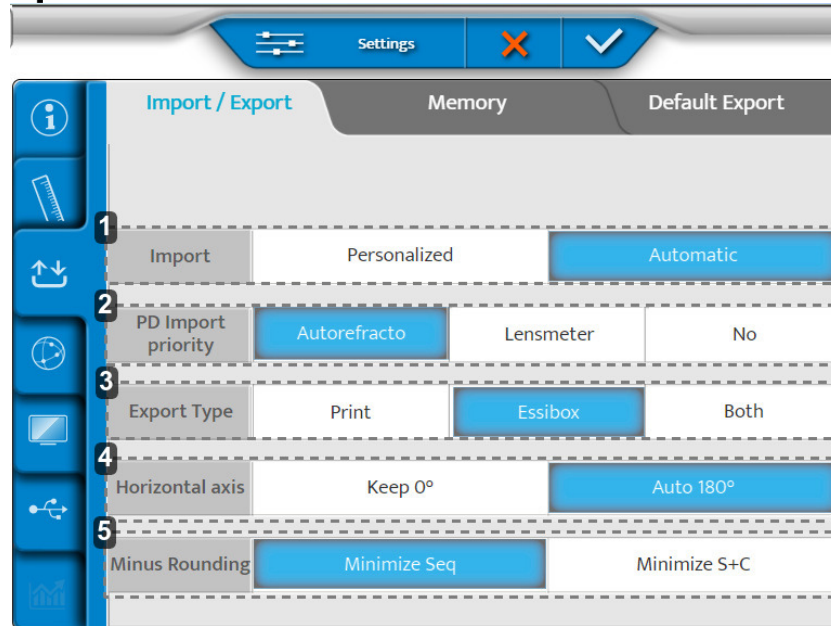 Settings
Import / Export Memory Default Export
1
Import Personalized Automatic
2
PD Import
priority Autorefracto Lensmeter No
3
Export Type Print Essibox Both
4
Horizontal axis Keep 0° Auto 180°
5
Minus Rounding Minimize Seq Minimize S+C